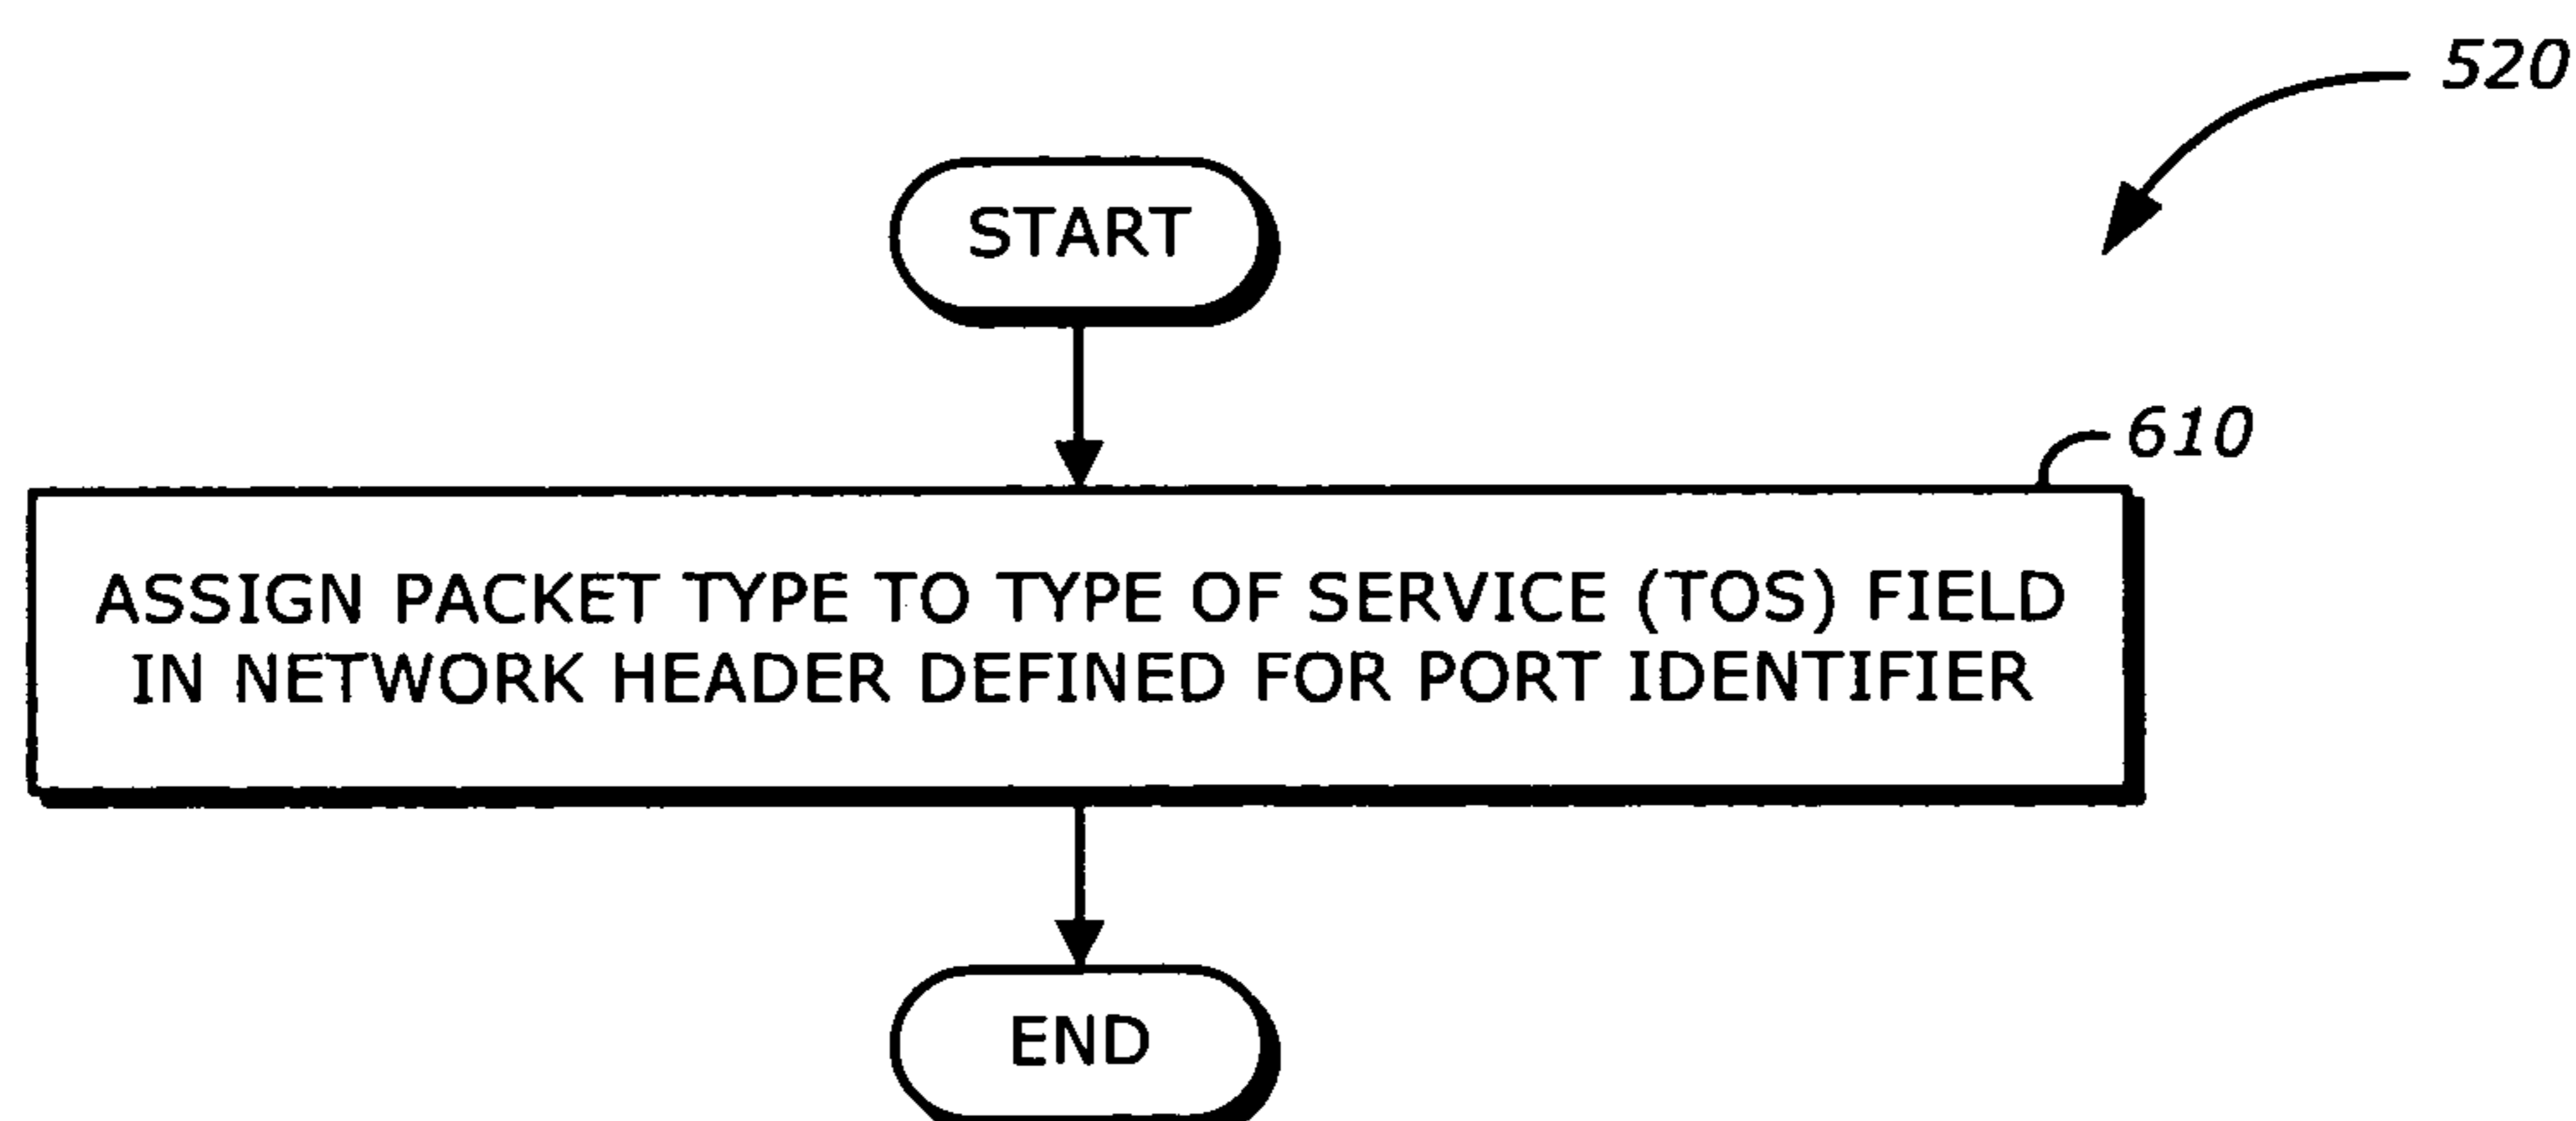 520
START
610
ASSIGN PACKET TYPE TO TYPE OF SERVICE (TOS) FIELD
IN NETWORK HEADER DEFINED FOR PORT IDENTIFIER
END